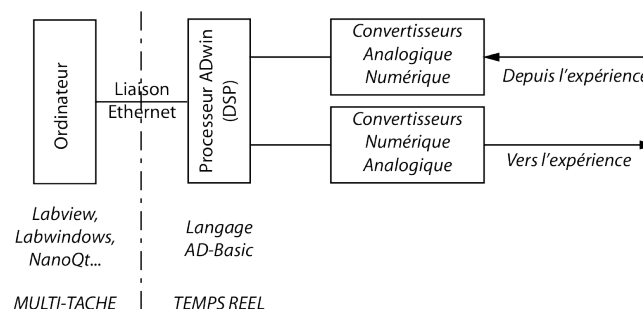 Ordinateur
Liaison
Ethernet
Processeur ADwin
(DSP)
Convertisseurs
Analogique
Numérique
Depuis l'expérience
Convertisseurs
Numérique
Analogique
Vers l'expérience
Labview,
Labwindows,
NanoQt...
Langage
AD-Basic
MULTI-TACHE
TEMPS REEL